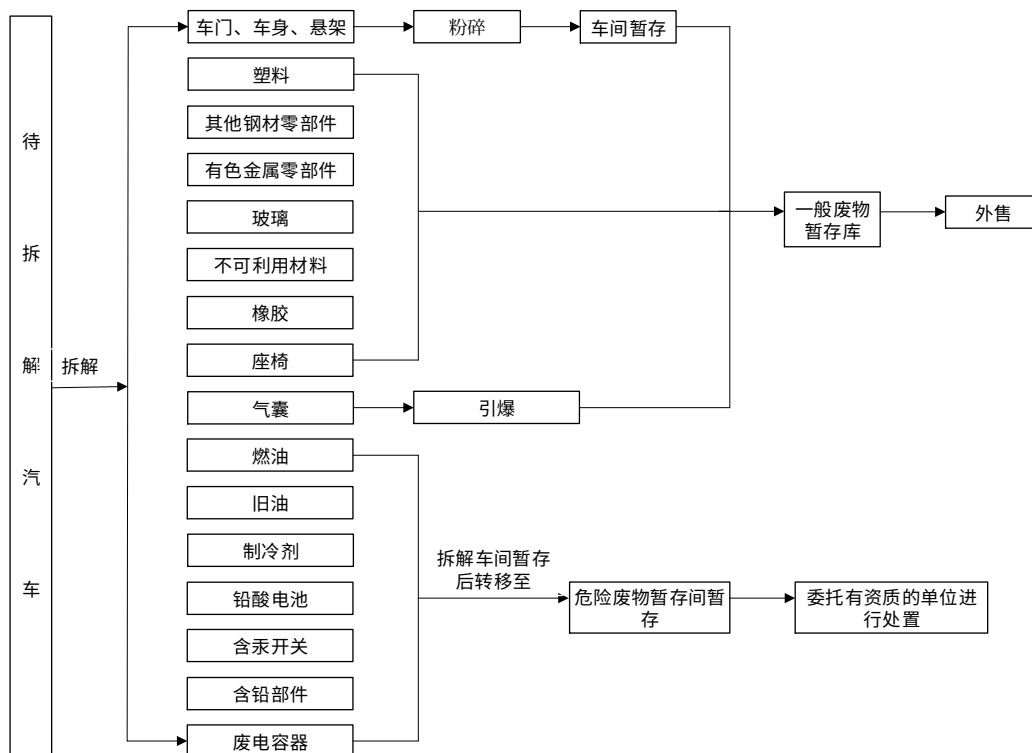 待
拆
解
汽
车
拆解
车门、车身、悬架
粉碎
车间暂存
塑料
其他钢材零部件
有色金属零部件
玻璃
不可利用材料
橡胶
座椅
气囊
引爆
一般废物
暂存库
外售
燃油
旧油
制冷剂
铅酸电池
含汞开关
含铅部件
废电容器
拆解车间暂存
后转移至
危险废物暂存间暂
存
委托有资质的单位进
行处置